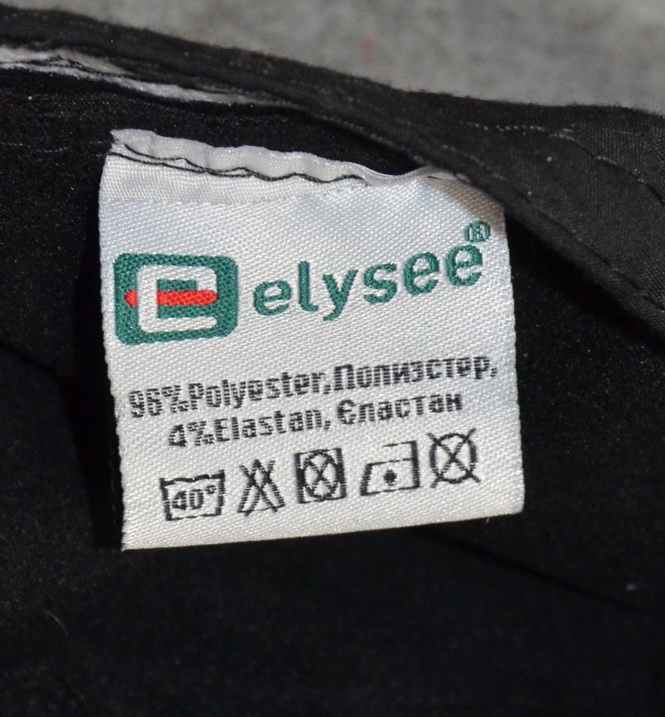 elysee®
96%Polyester,Полиэстер,
4%Elastan, Єластан
40°